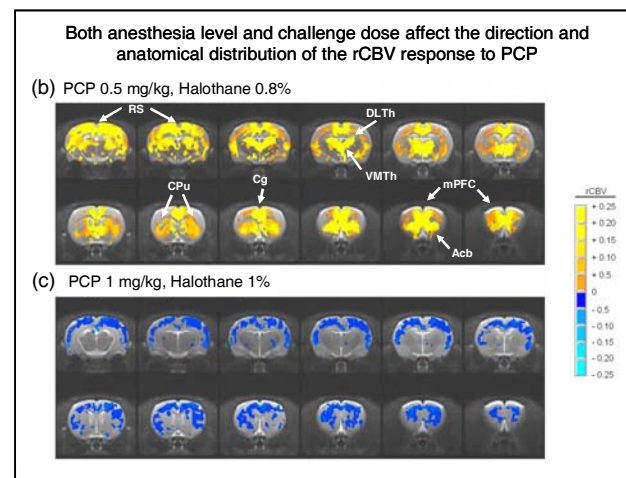 Both anesthesia level and challenge dose affect the direction and
anatomical distribution of the rCBV response to PCP
(b) PCP 0.5 mg/kg, Halothane 0.8%
RS
DLTh
VMTh
CPu
Cg
mPFC
Acb
(c) PCP 1 mg/kg, Halothane 1%
rCBV
+ 0.25
+ 0.20
+ 0.15
+ 0.10
+ 0.5
0
- 0.5
- 0.10
- 0.15
- 0.20
- 0.25